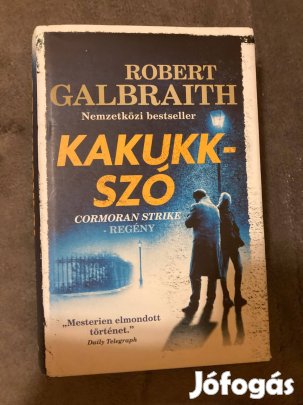 ROBERT
GALBRAITH
Nemzetközi bestseller
KAKUKK-
SZÓ
CORMORAN STRIKE
- REGÉNY
„Mesterien elmondott
történet."
Daily Telegraph
Jófogás